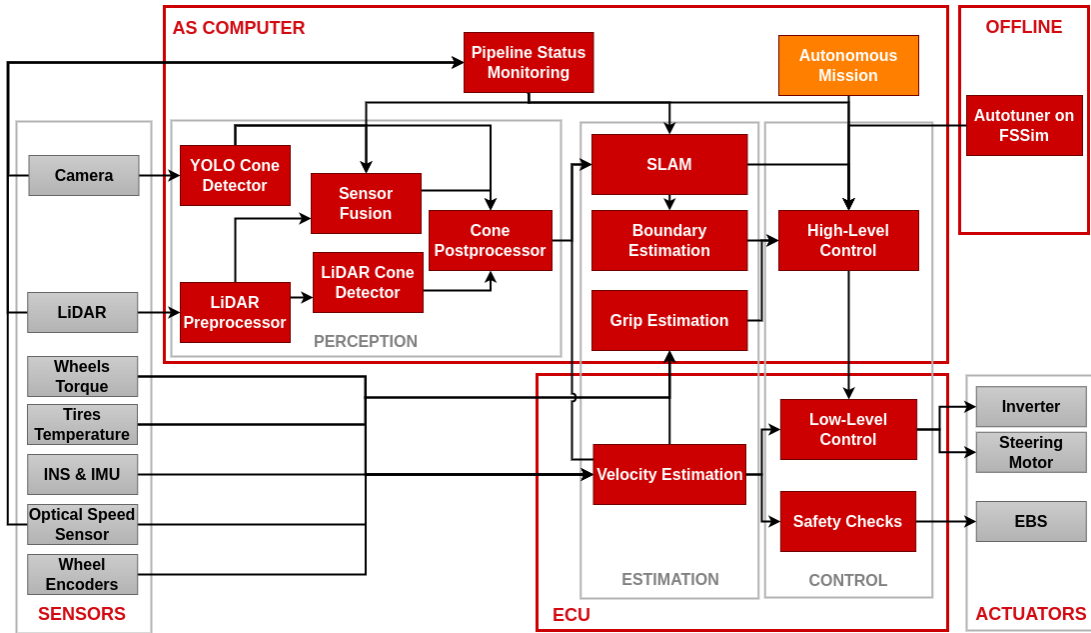 AS COMPUTER
OFFLINE
Pipeline Status
Monitoring
Autonomous
Mission
Autotuner on
FSSim
Camera
YOLO Cone
Detector
Sensor
Fusion
Cone
Postprocessor
SLAM
Boundary
Estimation
High-Level
Control
LiDAR
LiDAR
Preprocessor
LiDAR Cone
Detector
Grip Estimation
PERCEPTION
Wheels
Torque
Tires
Temperature
INS & IMU
Optical Speed
Sensor
Wheel
Encoders
SENSORS
Velocity Estimation
Low-Level
Control
Safety Checks
ESTIMATION
CONTROL
ECU
Inverter
Steering
Motor
EBS
ACTUATORS